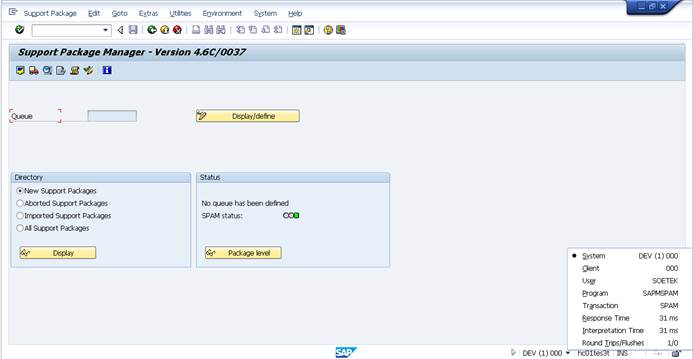 Support Package Edit Goto Extras Utilities Environment System Help
Support Package Manager - Version 4.6C/0037
Queue Display/define
Directory
New Support Packages
Aborted Support Packages
Imported Support Packages
All Support Packages
Display
Status
No queue has been defined
SPAM status:
Package level
System DEV (1) 000
Client 000
User SOETEK
Program SAPMSPAM
Transaction SPAM
Response Time 31 ms
Interpretation Time 31 ms
Round Trips/Flushes 1/0
SAP DEV (1) 000 hc01tes3t INS